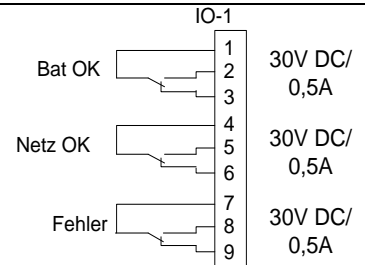 IO-1
Bat OK
1
2
3
30V DC/
0,5A
Netz OK
4
5
6
30V DC/
0,5A
Fehler
7
8
9
30V DC/
0,5A